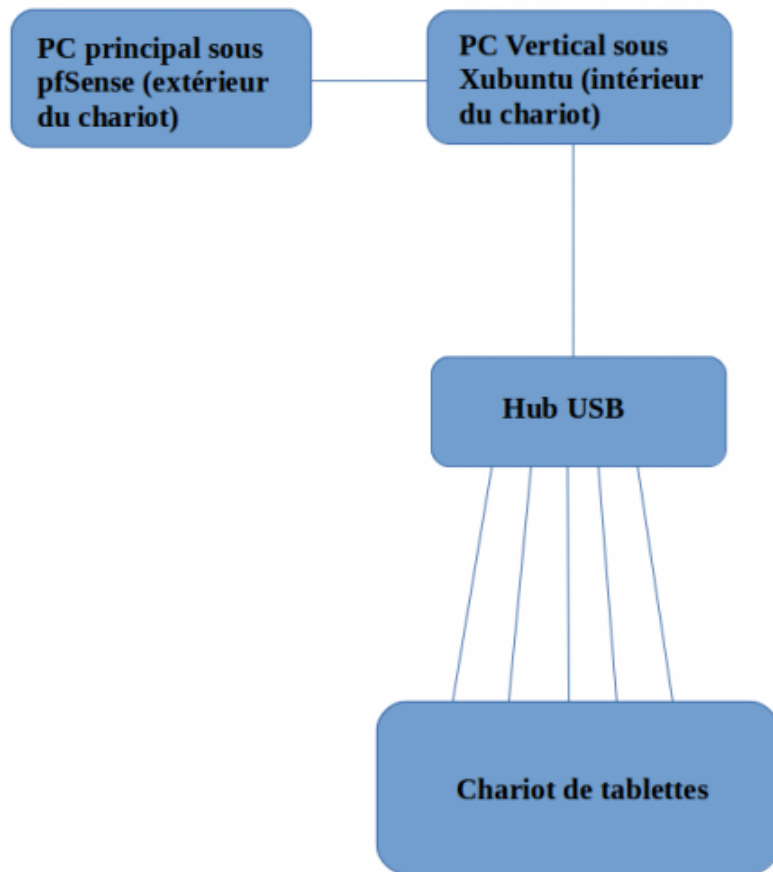 PC principal sous
pfSense (extérieur
du chariot)
PC Vertical sous
Xubuntu (intérieur
du chariot)
Hub USB
Chariot de tablettes